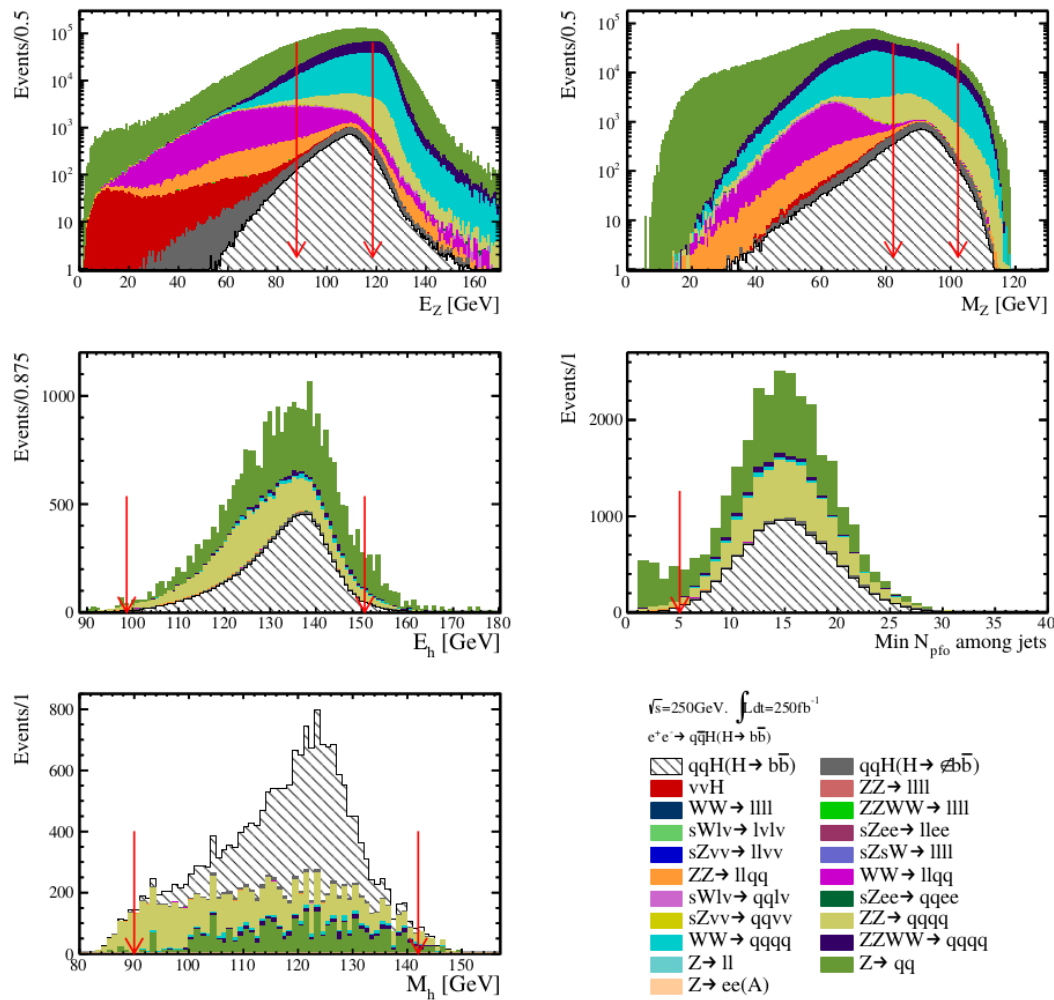 Events/0.5
10⁵
10⁴
10³
10²
10
1
0 20 40 60 80 100 120 140 160
E_Z [GeV]
Events/0.5
10⁵
10⁴
10³
10²
10
1
0 20 40 60 80 100 120
M_Z [GeV]
Events/0.875
1000
500
0
90 100 110 120 130 140 150 160 170 180
E_h [GeV]
Events/1
2000
1000
0
0 5 10 15 20 25 30 35 40
Min N_pfo among jets
Events/1
800
600
400
200
0
80 90 100 110 120 130 140 150
M_h [GeV]
√s=250GeV. ∫Ldt=250fb⁻¹
e⁺e⁻→ qq̅H(H→ bb̅)
qqH(H→ bb̅) qqH(H→ ∉bb̅)
vvH ZZ→ llll
WW→ llll ZZWW→ llll
sWlv→ lvlv sZee→ llee
sZvv→ llvv sZsW→ llll
ZZ→ llqq WW→ llqq
sWlv→ qqlv sZee→ qqee
sZvv→ qqvv ZZ→ qqqq
WW→ qqqq ZZWW→ qqqq
Z→ ll Z→ qq
Z→ ee(A)